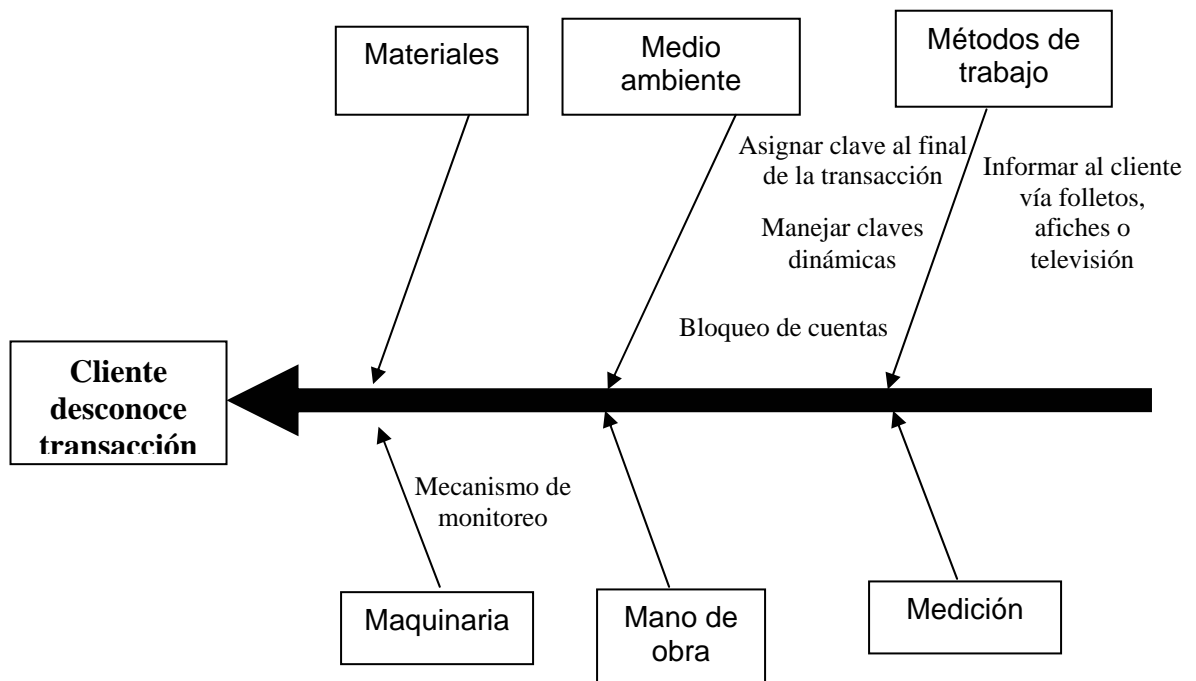 Materiales
Medio
ambiente
Métodos de
trabajo
Asignar clave al final
de la transacción
Informar al cliente
vía folletos,
afiches o
televisión
Manejar claves
dinámicas
Bloqueo de cuentas
Cliente
desconoce
transacción
Mecanismo de
monitoreo
Maquinaria
Mano de
obra
Medición